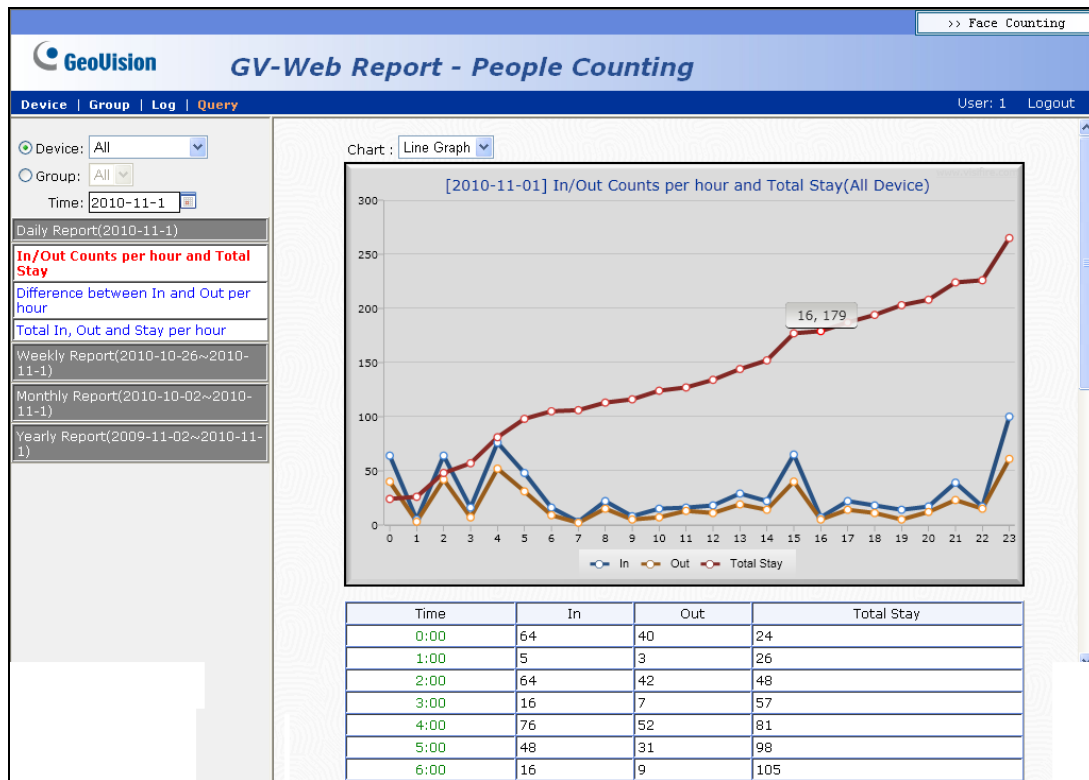 >> Face Counting
GeoVision
GV-Web Report - People Counting
Device | Group | Log | Query
User: 1 Logout
Device: All
Group: All
Time: 2010-11-1
Daily Report(2010-11-1)
In/Out Counts per hour and Total
Stay
Difference between In and Out per
hour
Total In, Out and Stay per hour
Weekly Report(2010-10-26~2010-
11-1)
Monthly Report(2010-10-02~2010-
11-1)
Yearly Report(2009-11-02~2010-11-
1)
Chart : Line Graph
[2010-11-01] In/Out Counts per hour and Total Stay(All Device)
300
250
200
150
100
50
0
16, 179
0 1 2 3 4 5 6 7 8 9 10 11 12 13 14 15 16 17 18 19 20 21 22 23
In Out Total Stay
Time In Out Total Stay
0:00 64 40 24
1:00 5 3 26
2:00 64 42 48
3:00 16 7 57
4:00 76 52 81
5:00 48 31 98
6:00 16 9 105